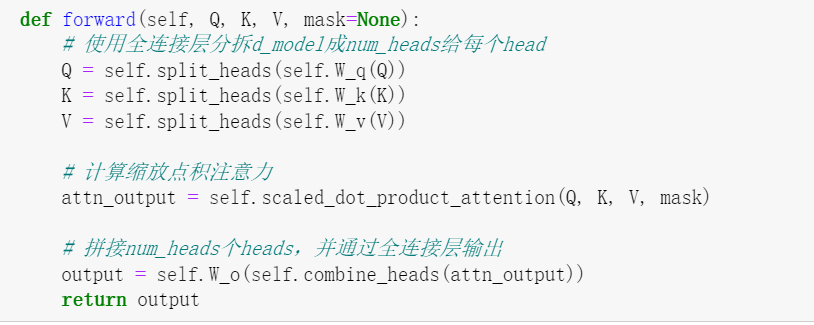 def forward(self, Q, K, V, mask=None):
    # 使用全连接层分拆d_model成num_heads给每个head
    Q = self.split_heads(self.W_q(Q))
    K = self.split_heads(self.W_k(K))
    V = self.split_heads(self.W_v(V))

    # 计算缩放点积注意力
    attn_output = self.scaled_dot_product_attention(Q, K, V, mask)

    # 拼接num_heads个heads，并通过全连接层输出
    output = self.W_o(self.combine_heads(attn_output))
    return output